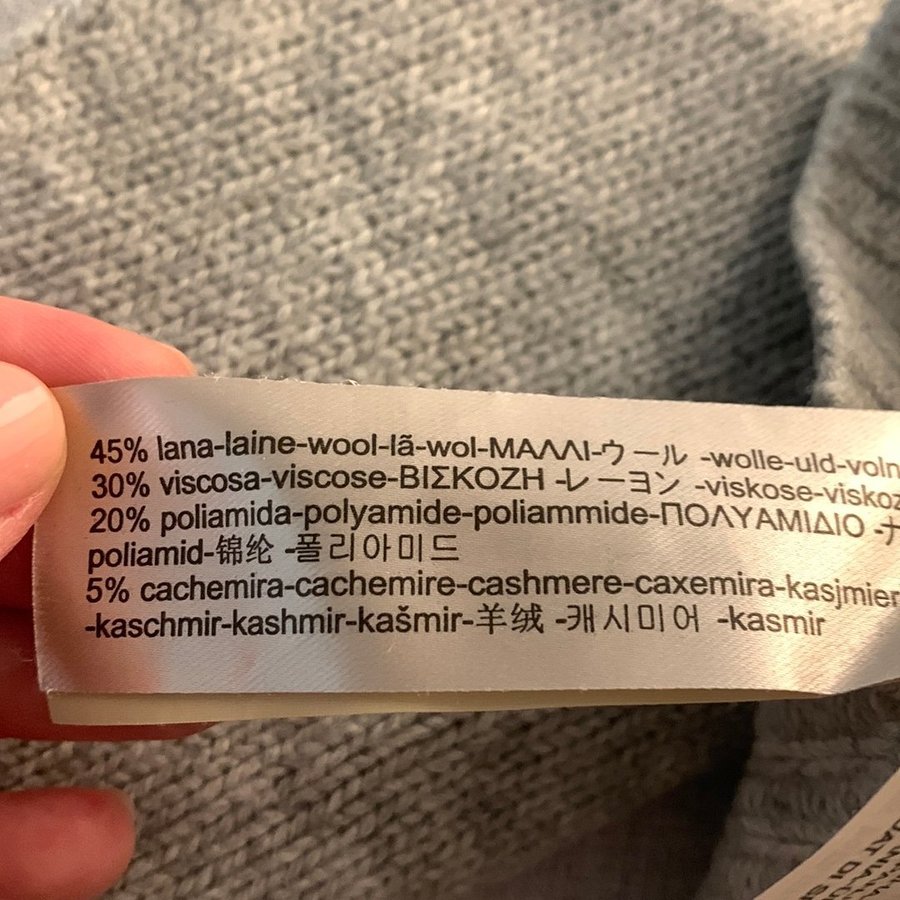 45% lana-laine-wool-lã-wol-ΜΑΛΛΙ-ウール -wolle-uld-voln
30% viscosa-viscose-ΒΙΣΚΟΖΗ -レーヨン -viskose-viskoz
20% poliamida-polyamide-poliammide-ΠΟΛΥΑΜΙΔΙΟ -ナ
poliamid-锦纶 -폴리아미드
5% cachemira-cachemire-cashmere-caxemira-kasjmier
-kaschmir-kashmir-kašmir-羊绒 -캐시미어 -kasmir